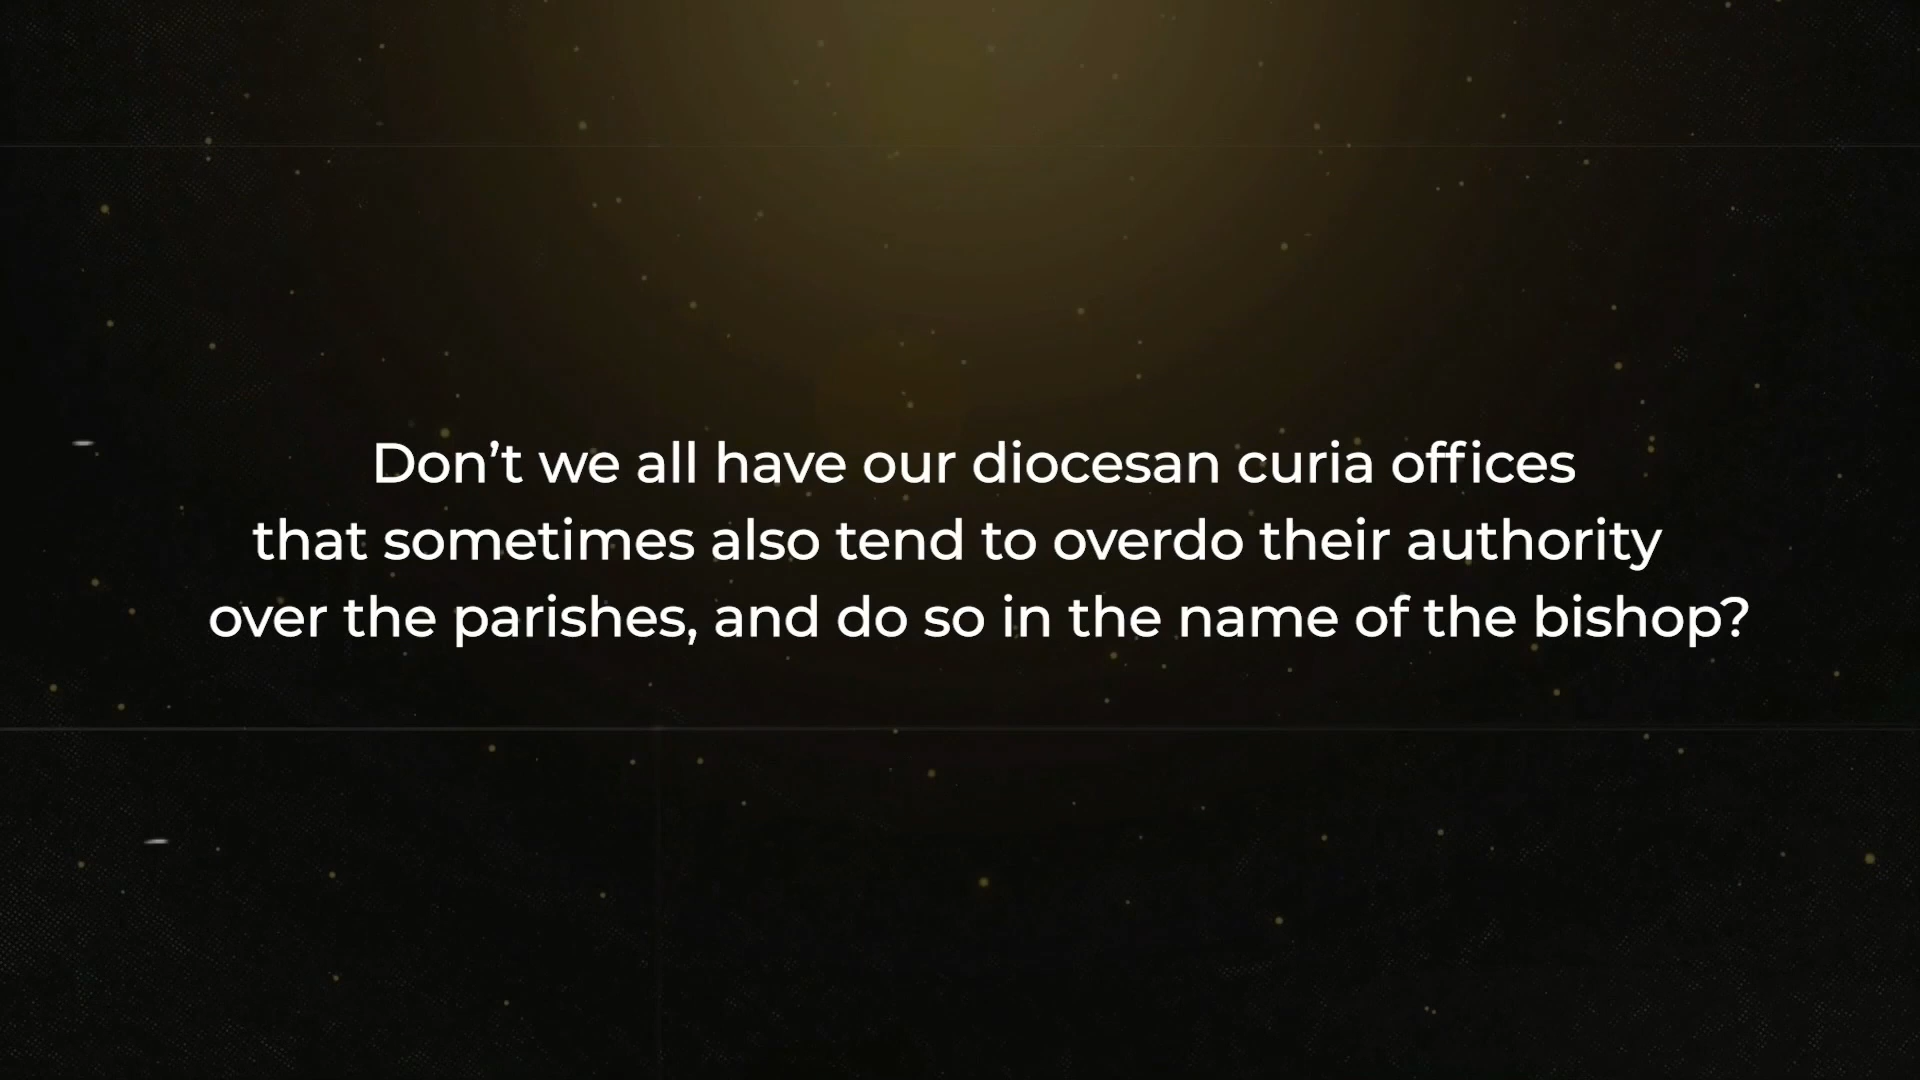 Don’t we all have our diocesan curia offices
that sometimes also tend to overdo their authority
over the parishes, and do so in the name of the bishop?